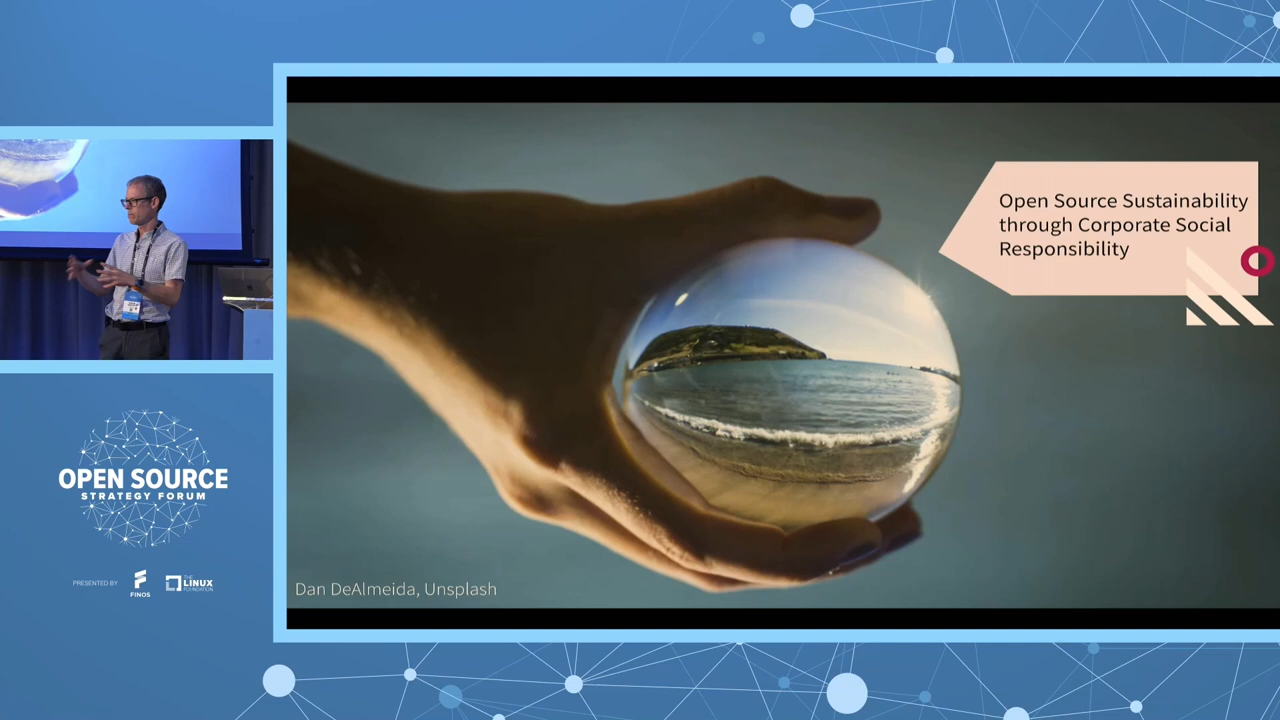 Open Source Sustainability
through Corporate Social
Responsibility
Dan DeAlmeida, Unsplash
OPEN SOURCE
STRATEGY FORUM
PRESENTED BY
FINOS
THE
LINUX
FOUNDATION